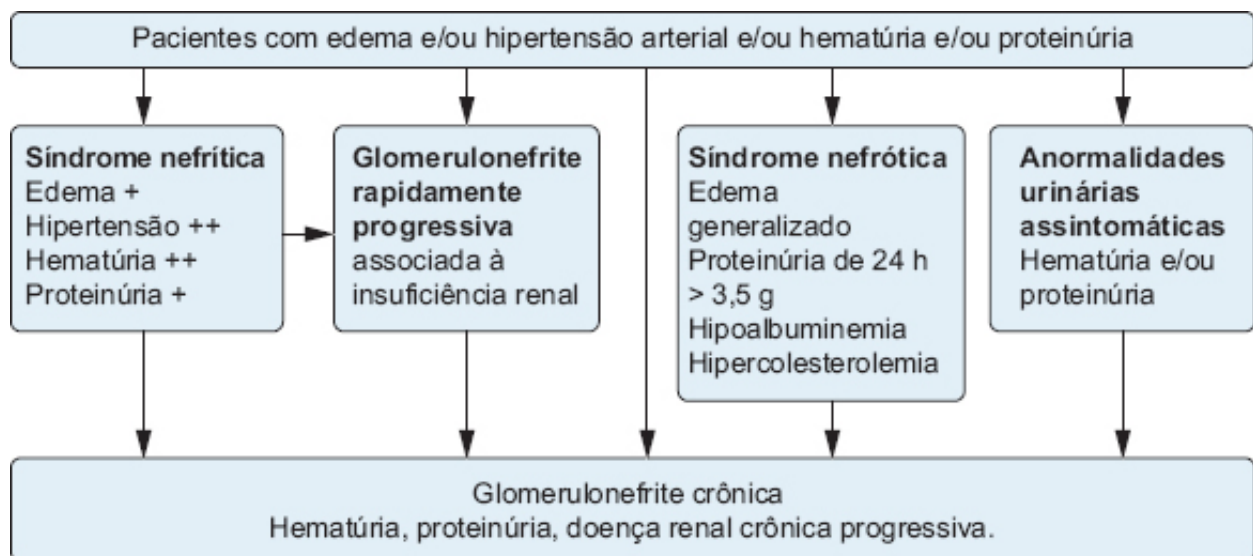 Pacientes com edema e/ou hipertensão arterial e/ou hematúria e/ou proteinúria
Síndrome nefrítica
Edema +
Hipertensão ++
Hematúria ++
Proteinúria +
Glomerulonefrite
rapidamente
progressiva
associada à
insuficiência renal
Síndrome nefrótica
Edema
generalizado
Proteinúria de 24 h
> 3,5 g
Hipoalbuminemia
Hipercolesterolemia
Anormalidades
urinárias
assintomáticas
Hematúria e/ou
proteinúria
Glomerulonefrite crônica
Hematúria, proteinúria, doença renal crônica progressiva.